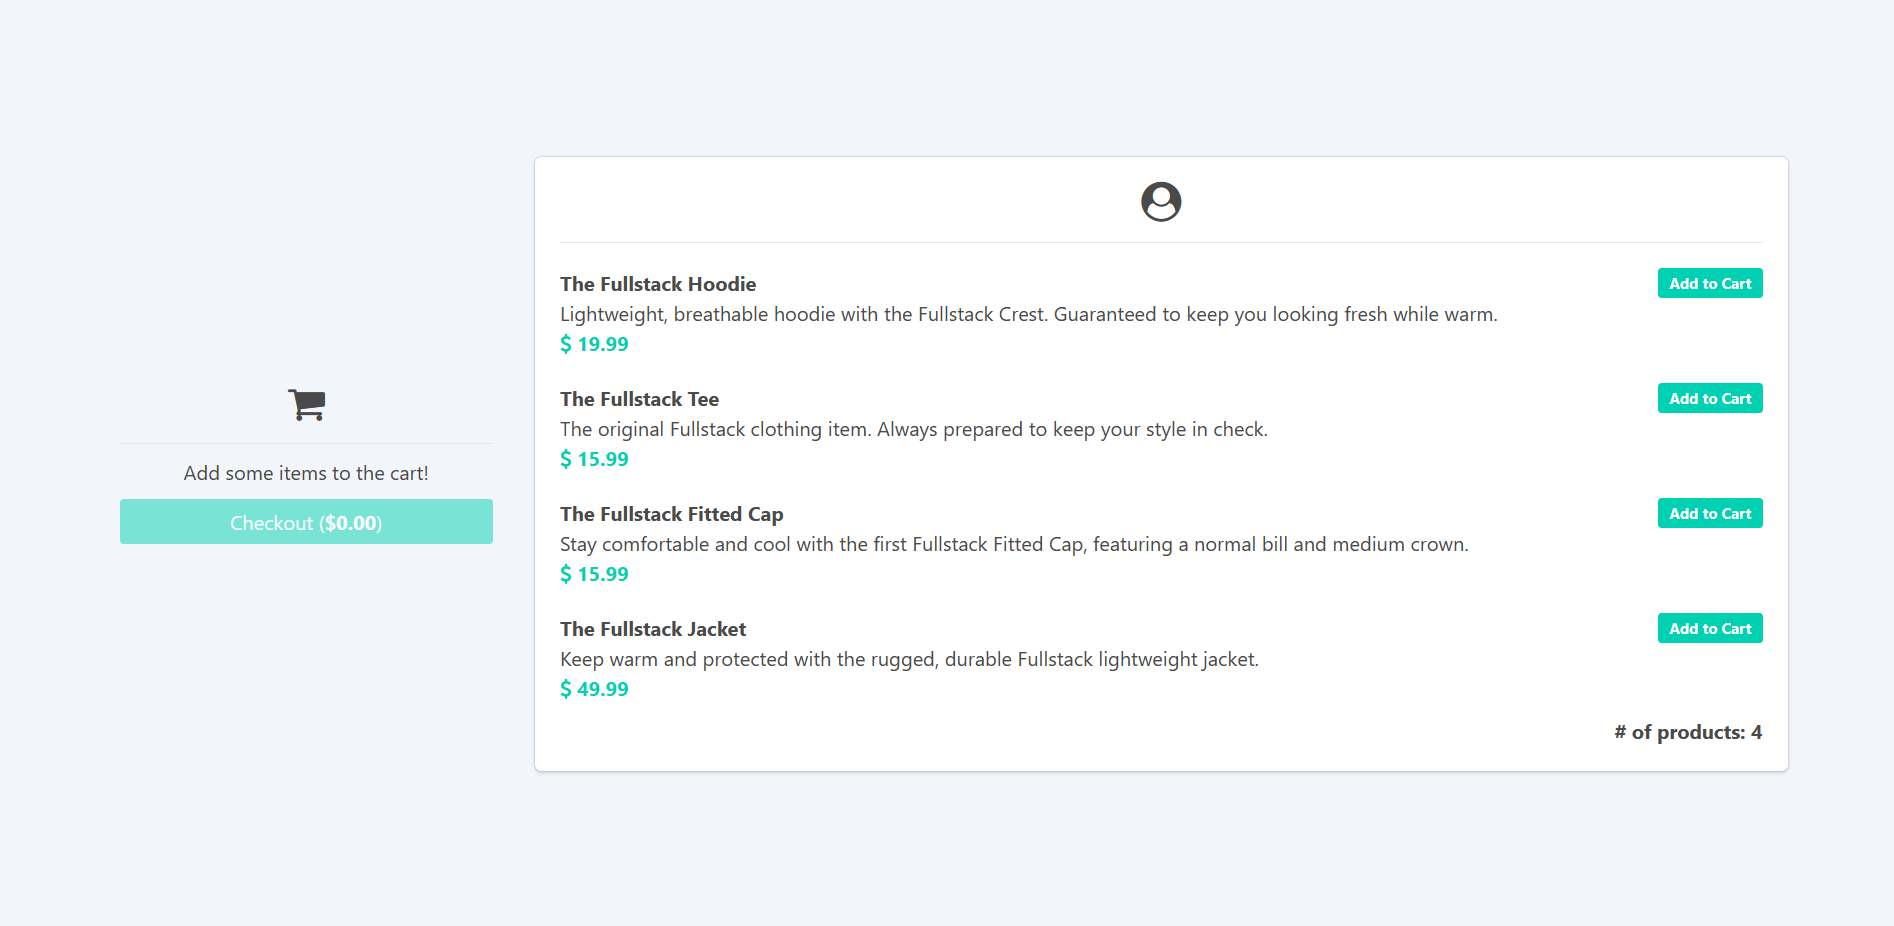 Add some items to the cart!
Checkout ($0.00)
The Fullstack Hoodie
Add to Cart
Lightweight, breathable hoodie with the Fullstack Crest. Guaranteed to keep you looking fresh while warm.
$ 19.99
The Fullstack Tee
Add to Cart
The original Fullstack clothing item. Always prepared to keep your style in check.
$ 15.99
The Fullstack Fitted Cap
Add to Cart
Stay comfortable and cool with the first Fullstack Fitted Cap, featuring a normal bill and medium crown.
$ 15.99
The Fullstack Jacket
Add to Cart
Keep warm and protected with the rugged, durable Fullstack lightweight jacket.
$ 49.99
# of products: 4